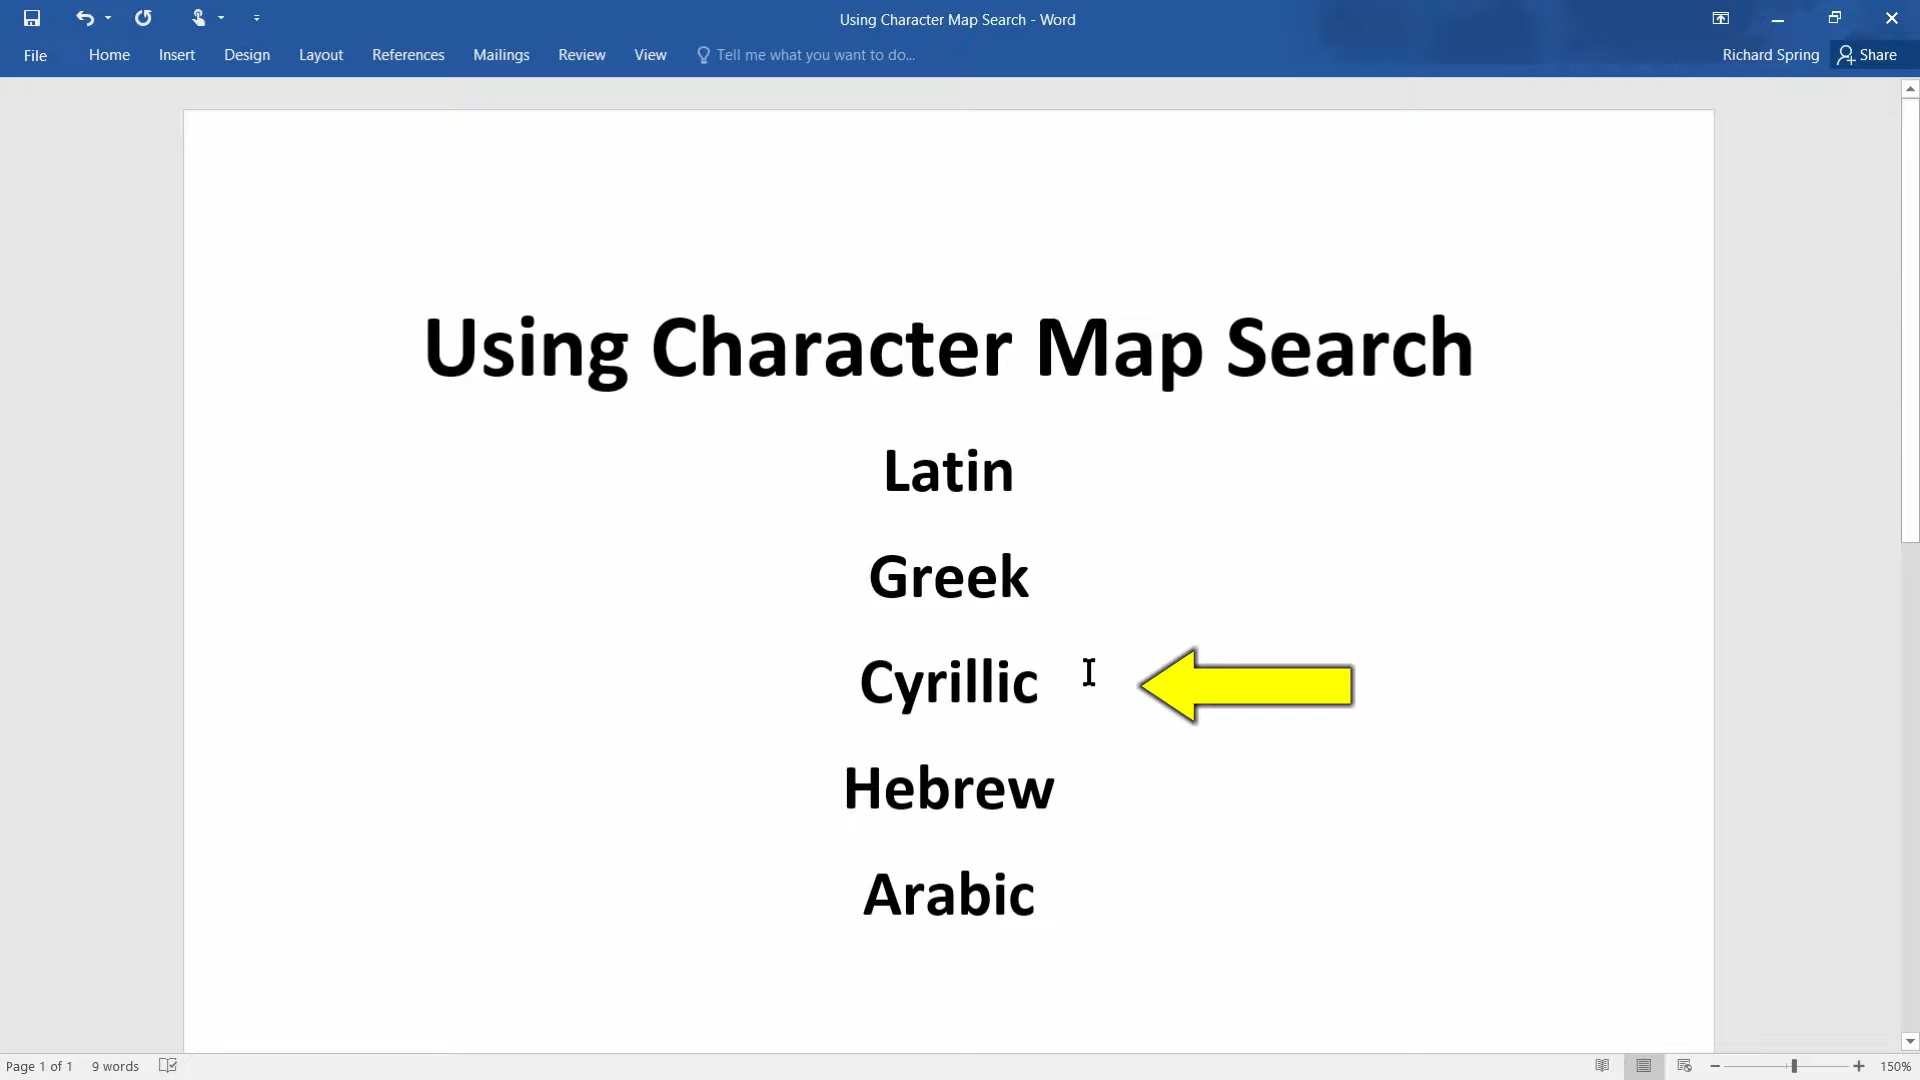 Using Character Map Search - Word
File Home Insert Design Layout References Mailings Review View Tell me what you want to do... Richard Spring Share
Using Character Map Search
Latin
Greek
Cyrillic
Hebrew
Arabic
Page 1 of 1 9 words 150%